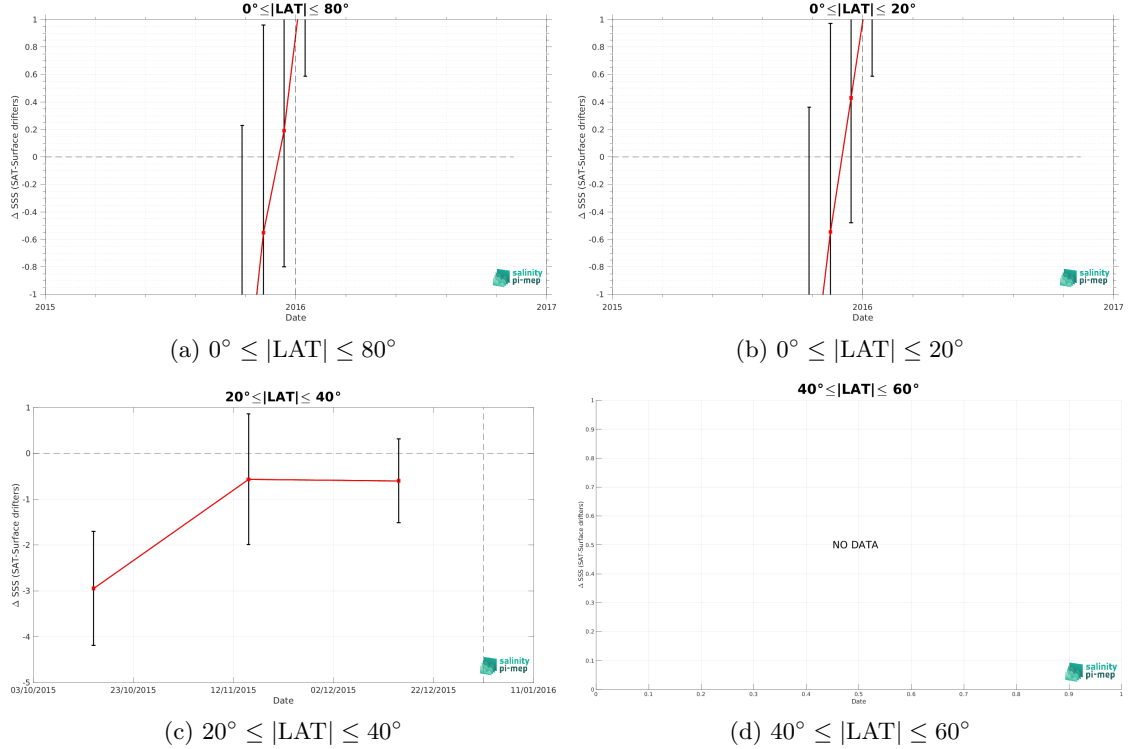 0°≤|LAT|≤ 80°
Δ SSS (SAT-Surface drifters)
1
0.8
0.6
0.4
0.2
0
-0.2
-0.4
-0.6
-0.8
-1
2015
2016
2017
Date
salinity
pi-mep
(a) 0° ≤ |LAT| ≤ 80°
0°≤|LAT|≤ 20°
Δ SSS (SAT-Surface drifters)
1
0.8
0.6
0.4
0.2
0
-0.2
-0.4
-0.6
-0.8
-1
2015
2016
2017
Date
salinity
pi-mep
(b) 0° ≤ |LAT| ≤ 20°
20°≤|LAT|≤ 40°
Δ SSS (SAT-Surface drifters)
1
0
-1
-2
-3
-4
-5
03/10/2015
23/10/2015
12/11/2015
02/12/2015
22/12/2015
11/01/2016
Date
salinity
pi-mep
(c) 20° ≤ |LAT| ≤ 40°
40°≤|LAT|≤ 60°
Δ SSS (SAT-Surface drifters)
1
0.9
0.8
0.7
0.6
0.5
0.4
0.3
0.2
0.1
0
NO DATA
0
0.1
0.2
0.3
0.4
0.5
0.6
0.7
0.8
0.9
1
Date
salinity
pi-mep
(d) 40° ≤ |LAT| ≤ 60°